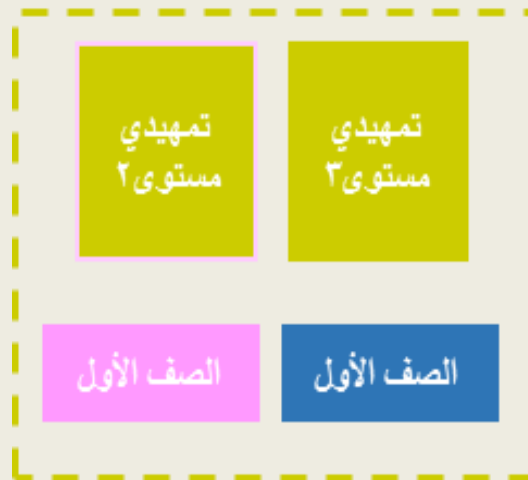 تمهيدي
مستوى٣
تمهيدي
مستوى٢
الصف الأول
الصف الأول